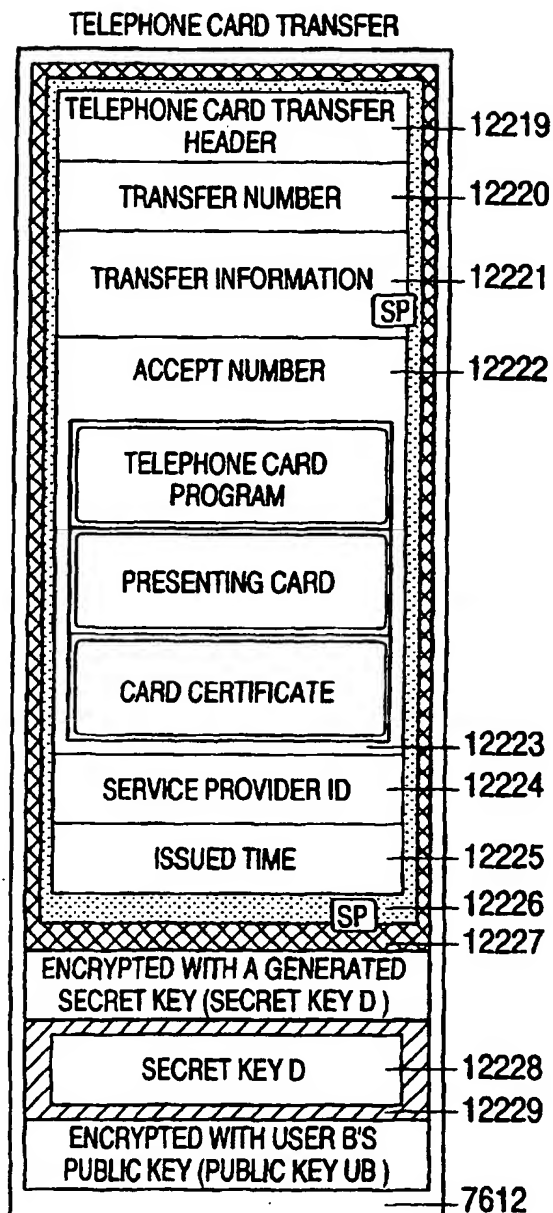 TELEPHONE CARD TRANSFER
TELEPHONE CARD TRANSFER
HEADER
12219
TRANSFER NUMBER
12220
TRANSFER INFORMATION
12221
SP
ACCEPT NUMBER
12222
TELEPHONE CARD
PROGRAM
PRESENTING CARD
CARD CERTIFICATE
12223
SERVICE PROVIDER ID
12224
ISSUED TIME
12225
12226
SP
12227
ENCRYPTED WITH A GENERATED
SECRET KEY (SECRET KEY D )
SECRET KEY D
12228
12229
ENCRYPTED WITH USER B'S
PUBLIC KEY (PUBLIC KEY UB )
7612